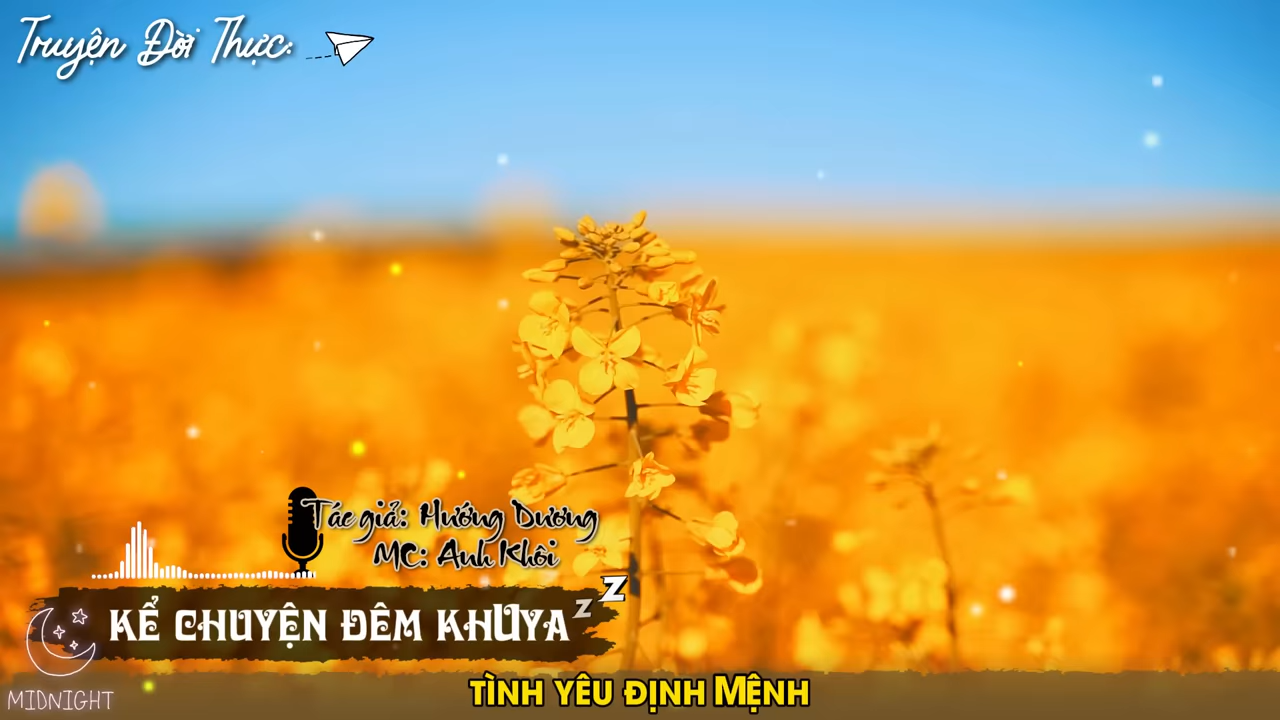 Truyện Đời Thực:
Tác giả: Hướng Dương
MC: Anh Khôi
KỂ CHUYỆN ĐÊM KHUYA
z z
MIDNIGHT
TÌNH YÊU ĐỊNH MỆNH